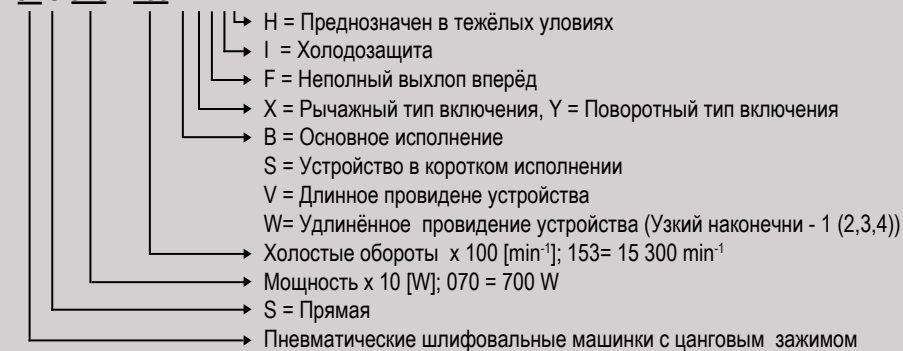 H = Преднозначен в тежёлых уловиях
I = Холодозащита
F = Неполный выхлоп вперёд
X = Рычажный тип включения, Y = Поворотный тип включения
B = Основное исполнение
S = Устройство в коротком исполнении
V = Длинное провидене устройства
W= Удлинённое провидение устройства (Узкий наконечни - 1 (2,3,4))
Холостые обороты x 100 [min⁻¹]; 153= 15 300 min⁻¹
Мощность x 10 [W]; 070 = 700 W
S = Прямая
Пневматические шлифовальные машинки с цанговым зажимом